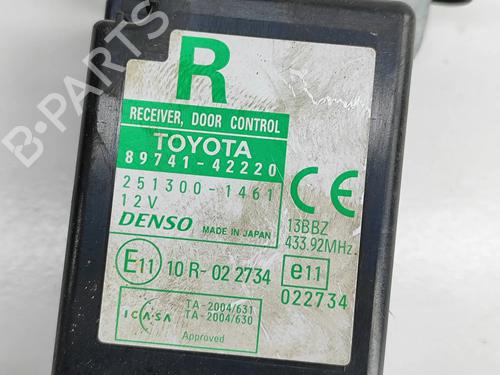 R
RECEIVER, DOOR CONTROL
TOYOTA
89741-42220
251300-1461
12V
DENSO MADE IN JAPAN
CE
13BBZ
433.92MHz
E11 10 R-02 2734
e11
022734
ICASA
TA-2004/631
TA-2004/630
Approved
B-PARTS
B-PARTS